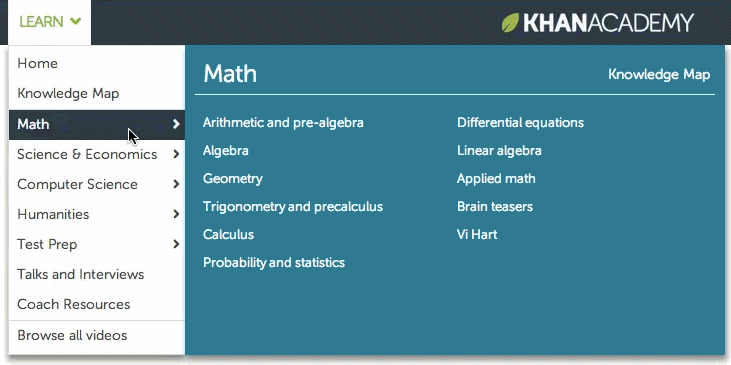 LEARN
KHANACADEMY
Home
Knowledge Map
Math
Science & Economics
Computer Science
Humanities
Test Prep
Talks and Interviews
Coach Resources
Browse all videos
Math
Knowledge Map
Arithmetic and pre-algebra
Algebra
Geometry
Trigonometry and precalculus
Calculus
Probability and statistics
Differential equations
Linear algebra
Applied math
Brain teasers
Vi Hart